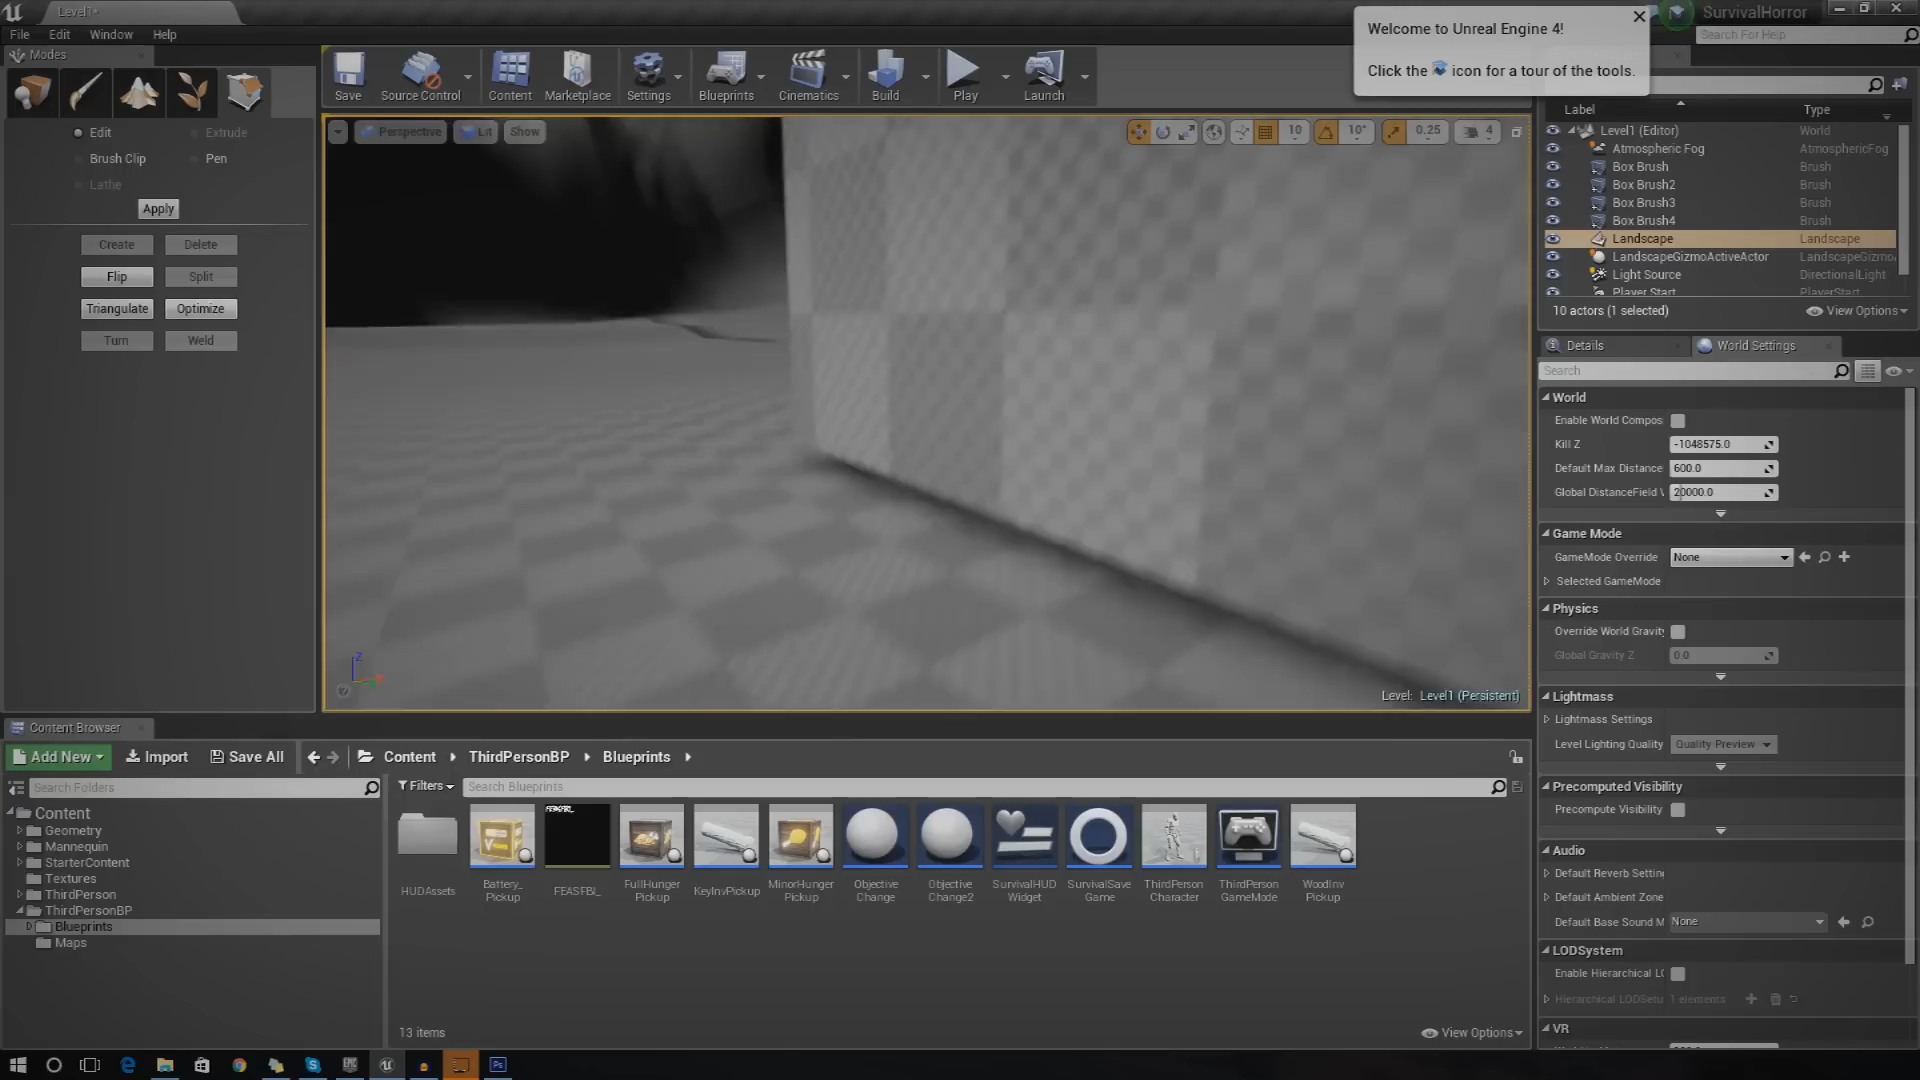 Level1*
SurvivalHorror
Welcome to Unreal Engine 4!
Click the icon for a tour of the tools.
File Edit Window Help
Search For Help
Modes
Edit Extrude
Brush Clip Pen
Lathe
Apply
Create Delete
Flip Split
Triangulate Optimize
Turn Weld
Save Source Control Content Marketplace Settings Blueprints Cinematics Build Play Launch
Perspective Lit Show
10 10° 0.25 4
Level: Level1 (Persistent)
Label Type
Level1 (Editor) World
Atmospheric Fog AtmosphericFog
Box Brush Brush
Box Brush2 Brush
Box Brush3 Brush
Box Brush4 Brush
Landscape Landscape
LandscapeGizmoActiveActor LandscapeGizmo
Light Source DirectionalLight
Player Start PlayerStart
10 actors (1 selected) View Options
Details World Settings
Search
World
Enable World Compos
Kill Z -1048575.0
Default Max Distance 600.0
Global DistanceField V 20000.0
Game Mode
GameMode Override None
Selected GameMode
Physics
Override World Gravity
Global Gravity Z 0.0
Lightmass
Lightmass Settings
Level Lighting Quality Quality Preview
Precomputed Visibility
Precompute Visibility
Audio
Default Reverb Settin
Default Ambient Zone
Default Base Sound M None
LODSystem
Enable Hierarchical LO
Hierarchical LODSetu 1 elements
VR
Content Browser
Add New Import Save All Content ThirdPersonBP Blueprints
Search Folders
Filters Search Blueprints
Content
Geometry
Mannequin
StarterContent
Textures
ThirdPerson
ThirdPersonBP
Blueprints
Maps
HUDAssets
Battery_
Pickup
FEASFBI_
FullHunger
Pickup
KeyInvPickup
MinorHunger
Pickup
Objective
Change
Objective
Change2
SurvivalHUD
Widget
SurvivalSave
Game
ThirdPerson
Character
ThirdPerson
GameMode
WoodInv
Pickup
13 items View Options
EPIC
Ps